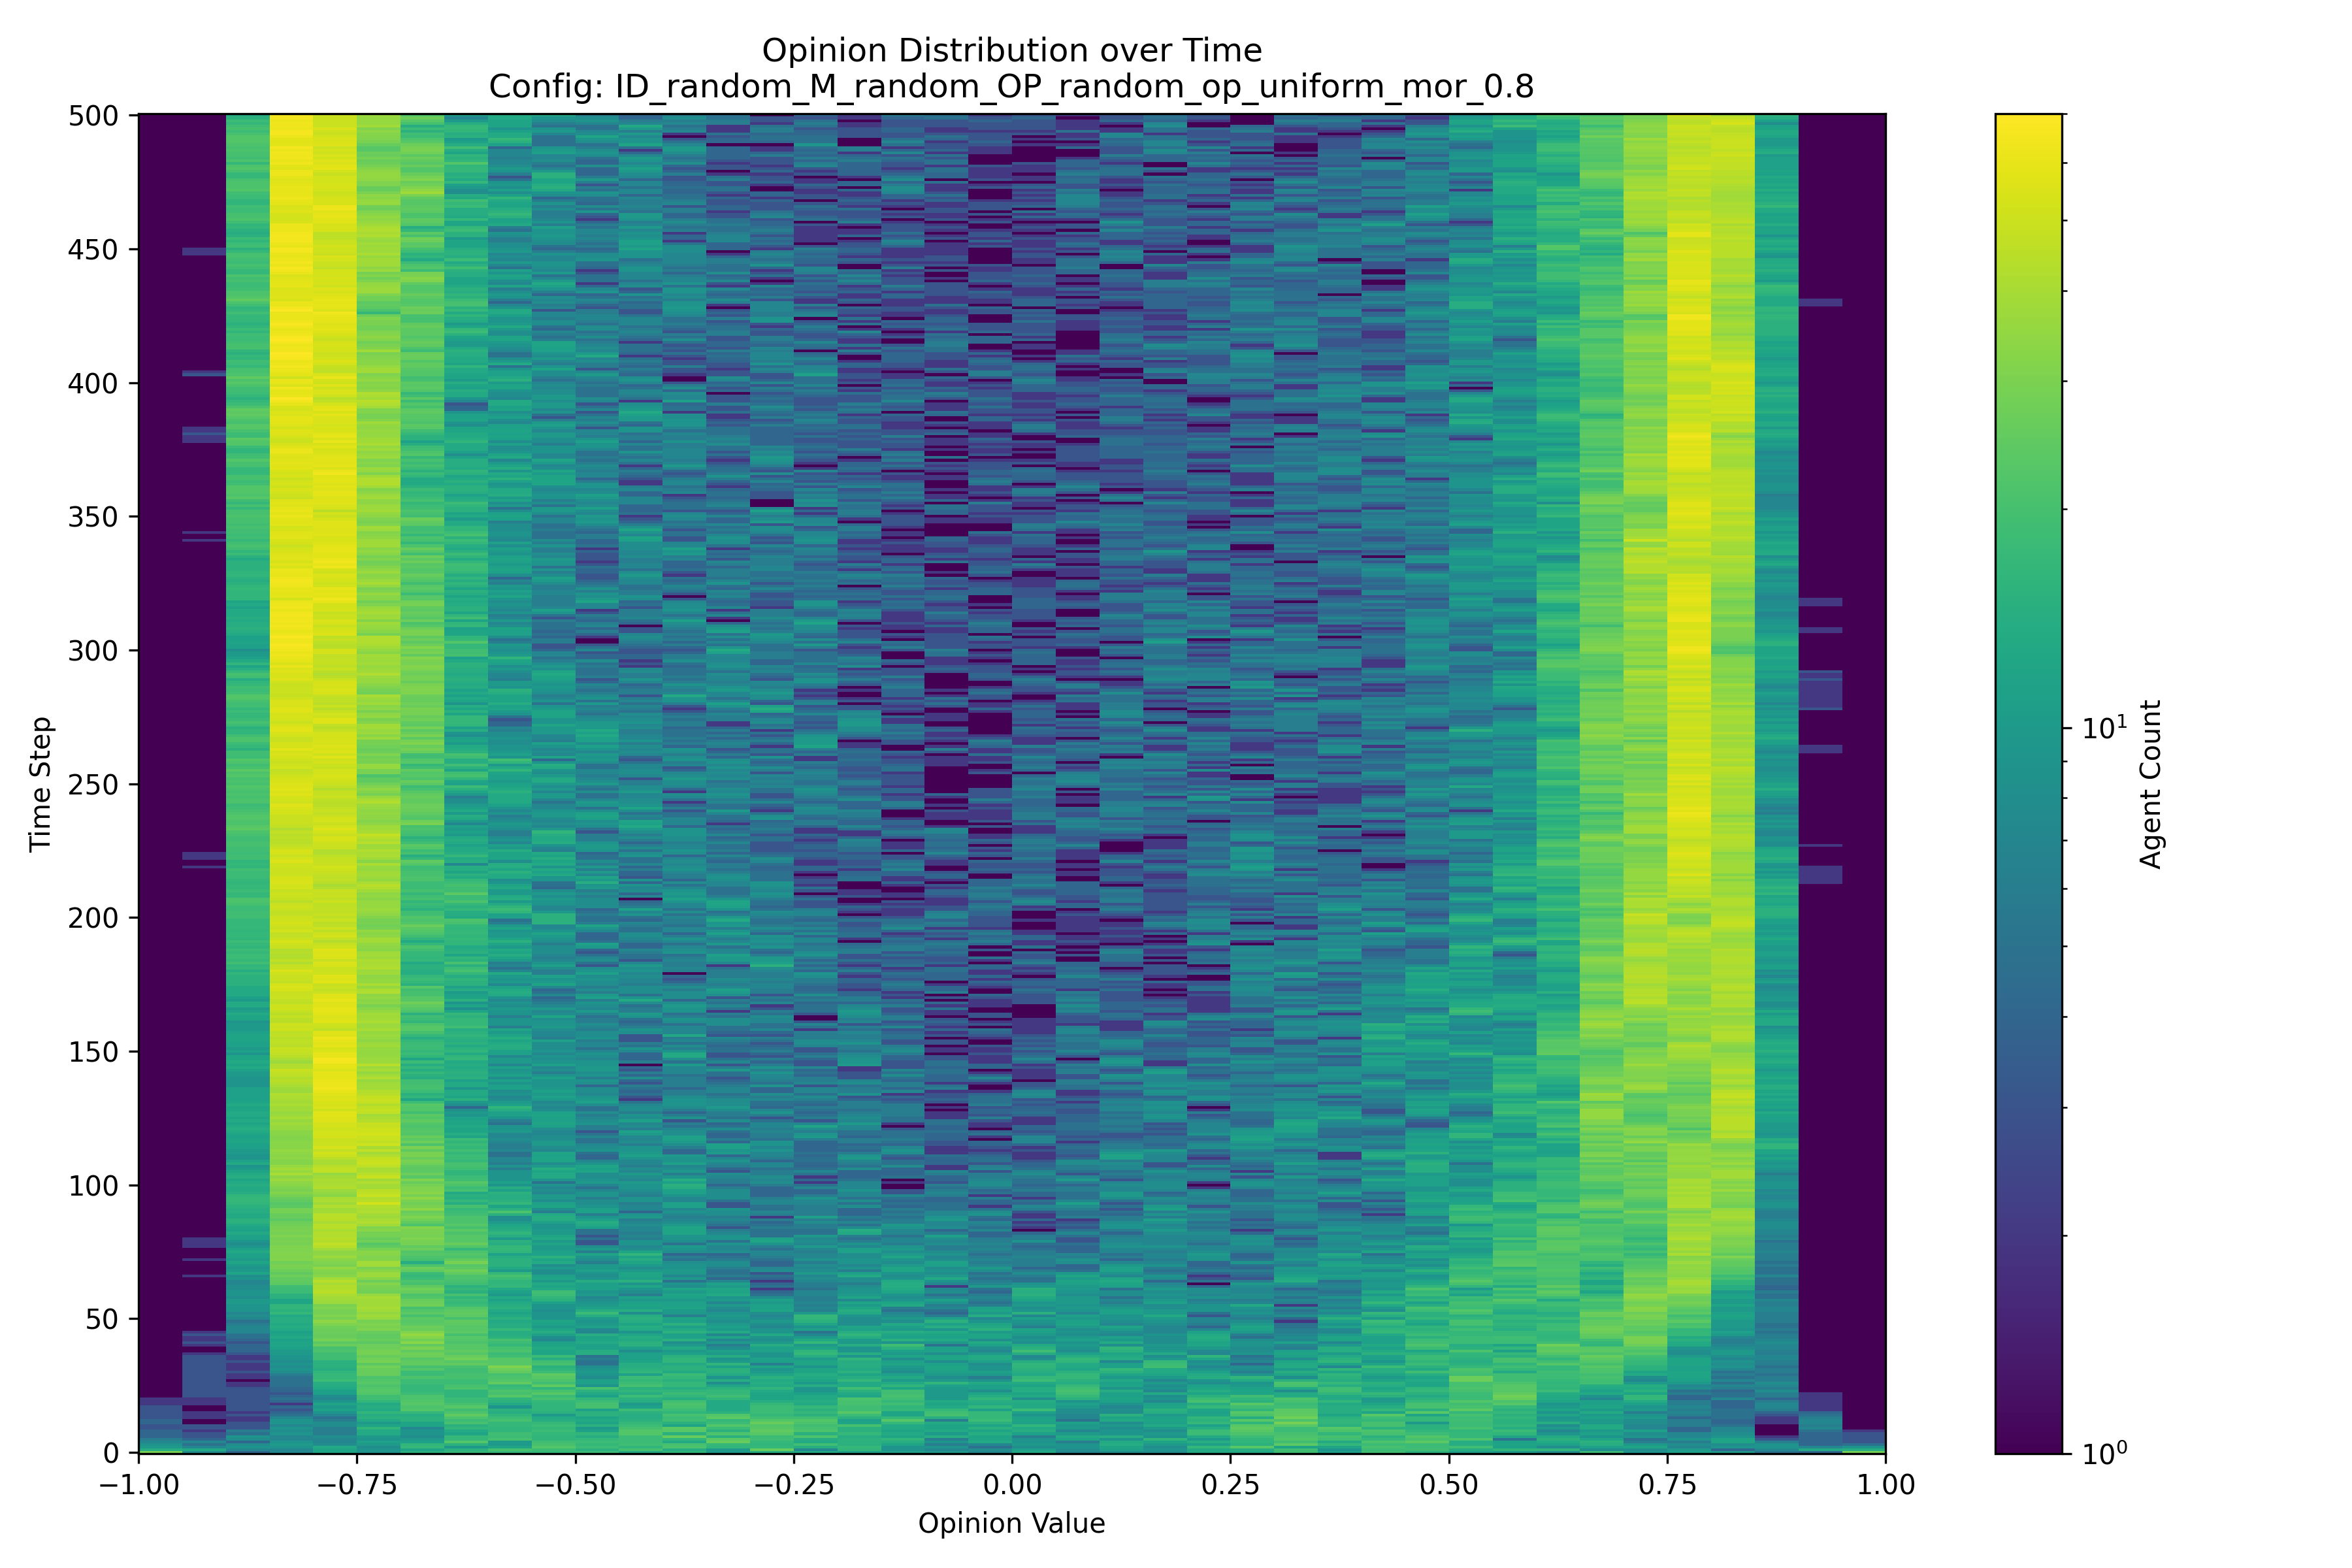 Opinion Distribution over Time
Config: ID_random_M_random_OP_random_op_uniform_mor_0.8
500
450
400
350
300
250
200
150
100
50
0
Time Step
−1.00 −0.75 −0.50 −0.25 0.00 0.25 0.50 0.75 1.00
Opinion Value
10¹
10⁰
Agent Count